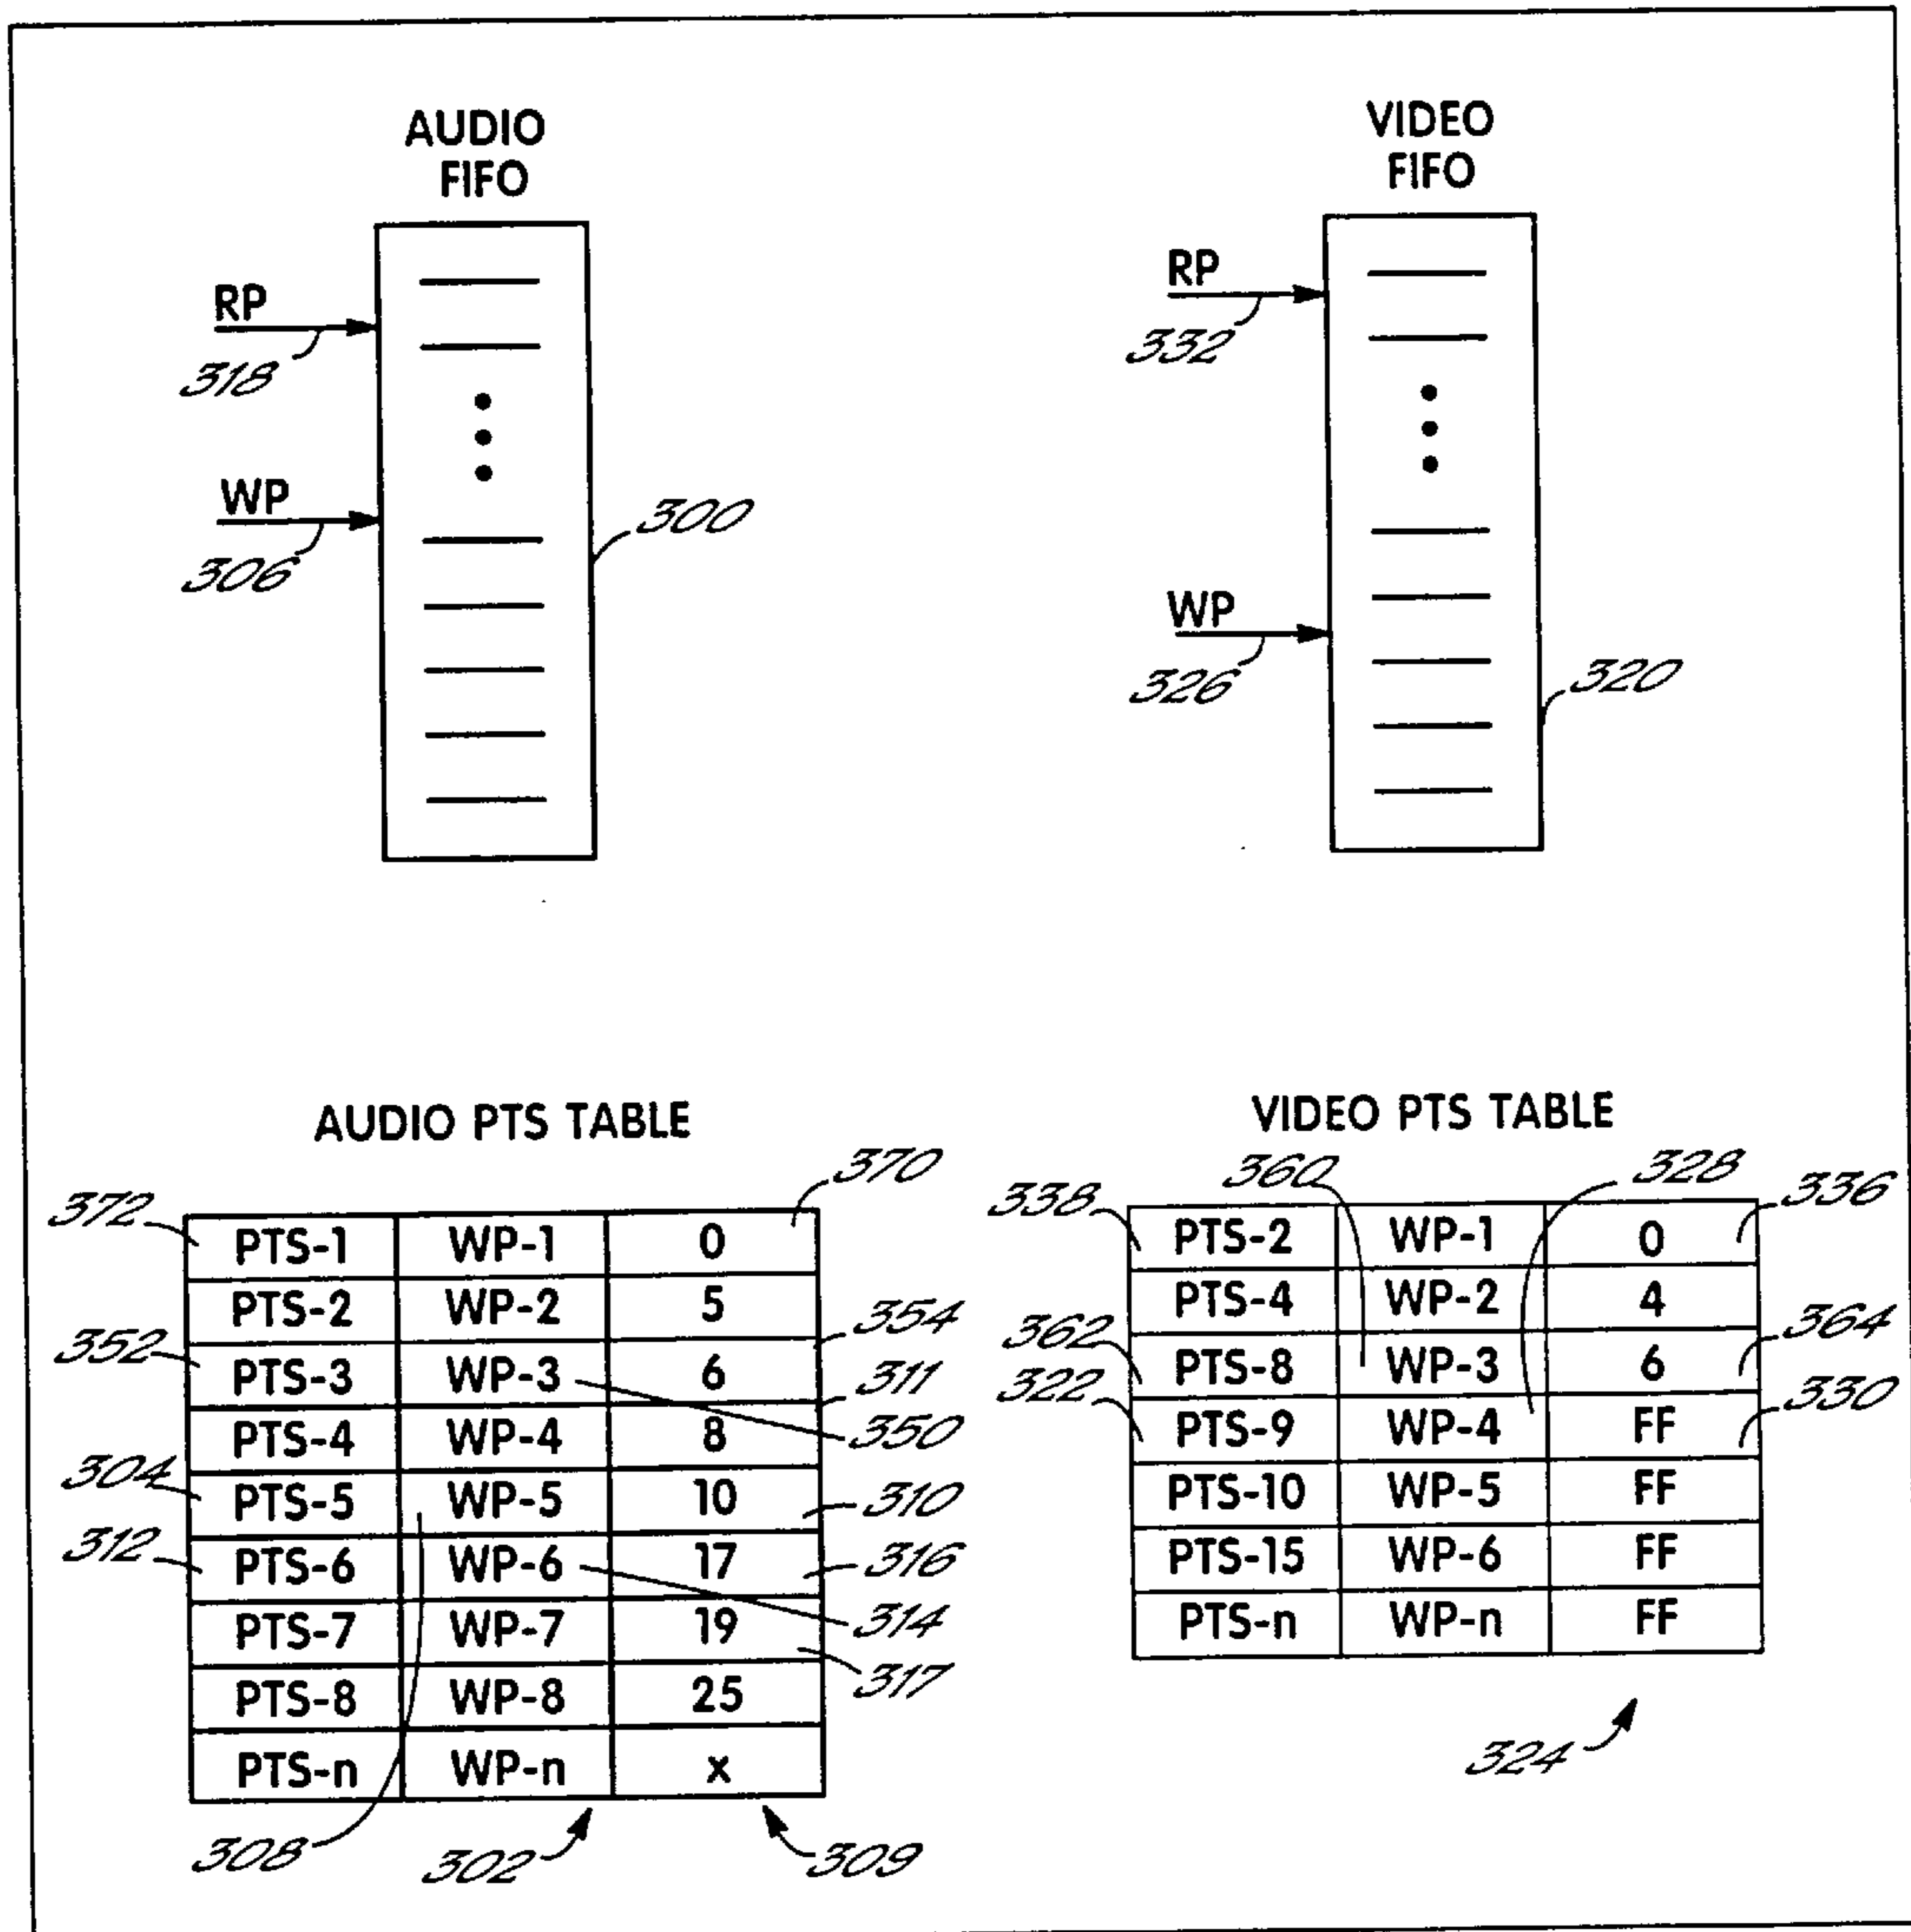 AUDIO
FIFO
RP
318
WP
306
300
VIDEO
FIFO
RP
332
WP
326
320
AUDIO PTS TABLE
370
372
PTS-1 WP-1 0
PTS-2 WP-2 5
354
352
PTS-3 WP-3 6
311
PTS-4 WP-4 8
350
304
PTS-5 WP-5 10
310
312
PTS-6 WP-6 17
316
314
PTS-7 WP-7 19
317
PTS-8 WP-8 25
PTS-n WP-n x
308
302
309
VIDEO PTS TABLE
360
328
338
336
PTS-2 WP-1 0
PTS-4 WP-2 4
362
364
PTS-8 WP-3 6
322
330
PTS-9 WP-4 FF
PTS-10 WP-5 FF
PTS-15 WP-6 FF
PTS-n WP-n FF
324